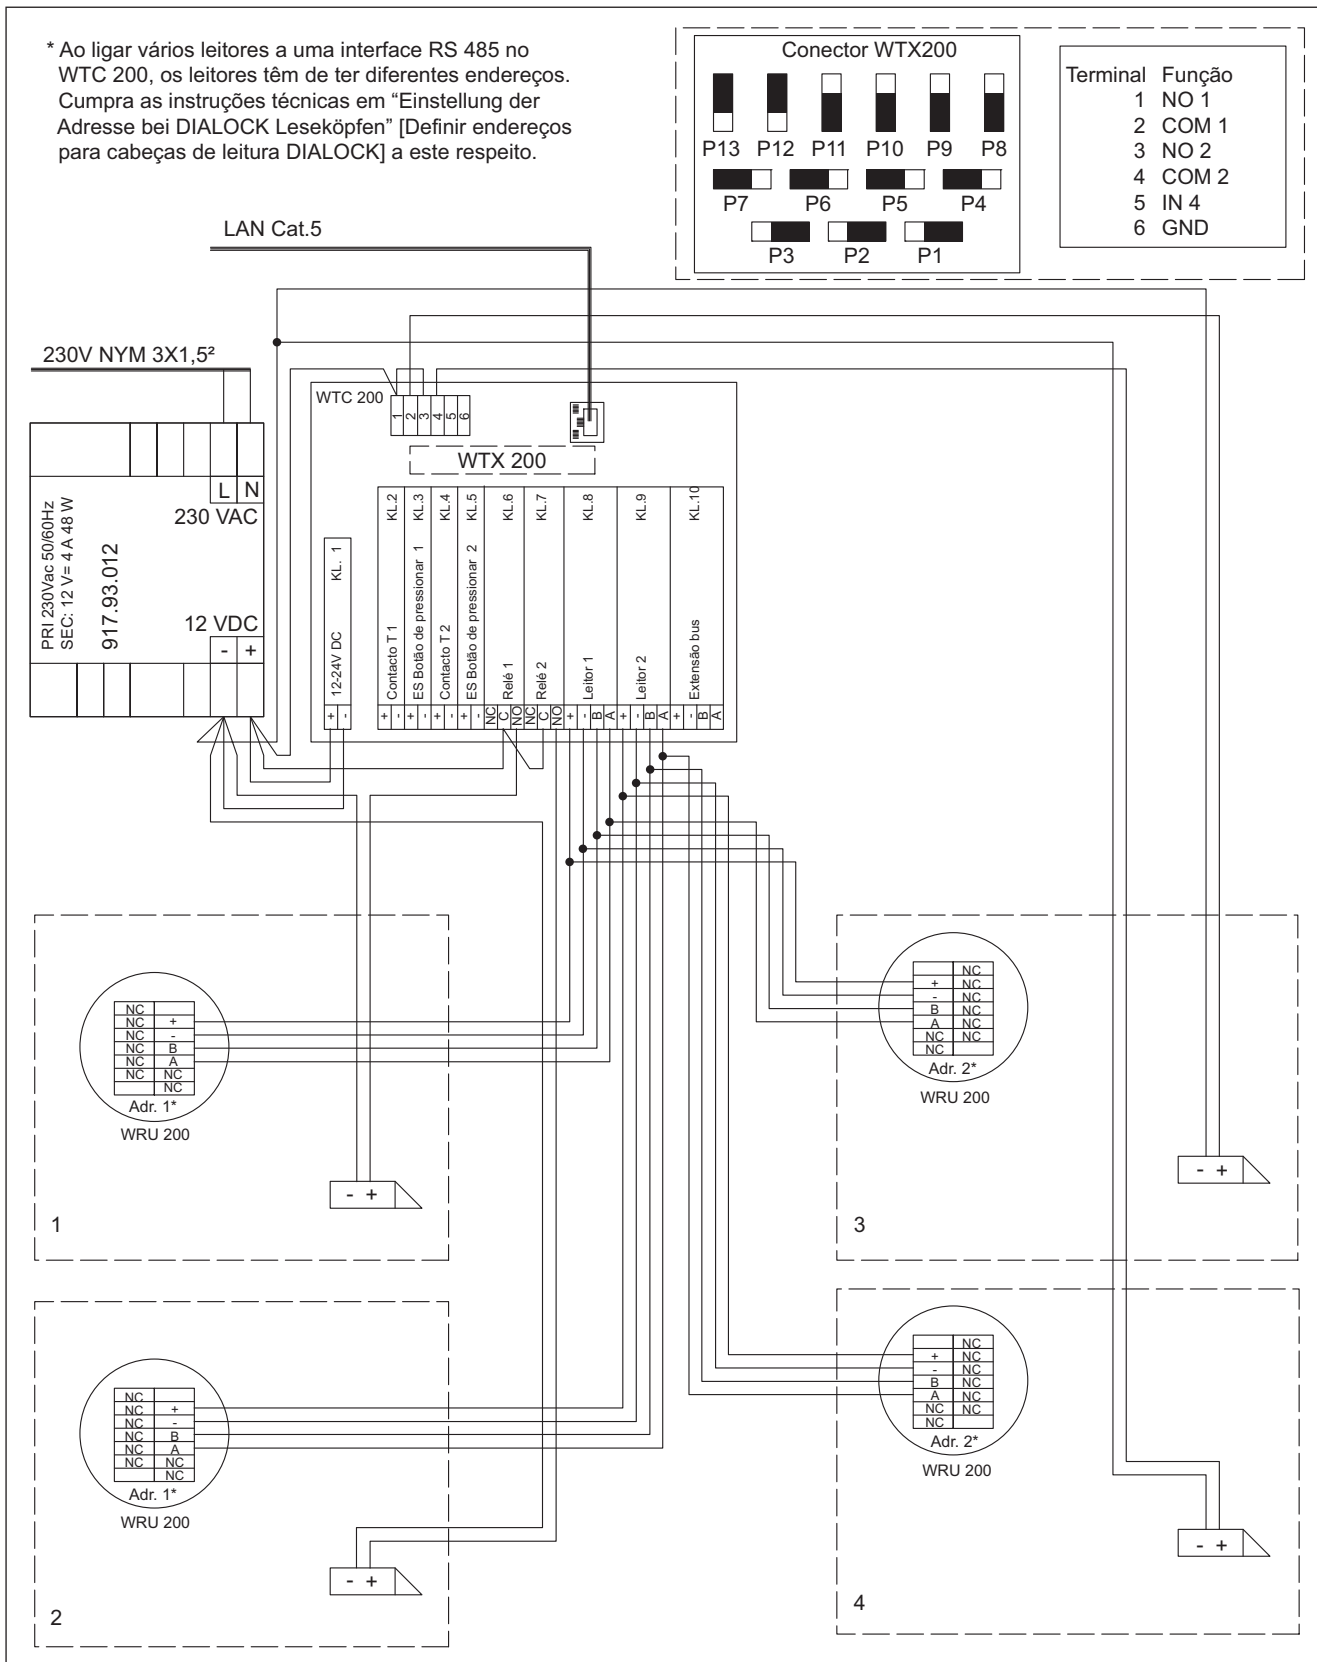 * Ao ligar vários leitores a uma interface RS 485 no
WTC 200, os leitores têm de ter diferentes endereços.
Cumpra as instruções técnicas em “Einstellung der
Adresse bei DIALOCK Leseköpfen” [Definir endereços
para cabeças de leitura DIALOCK] a este respeito.
Conector WTX200
P13 P12 P11 P10 P9 P8
P7 P6 P5 P4
P3 P2 P1
Terminal Função
1 NO 1
2 COM 1
3 NO 2
4 COM 2
5 IN 4
6 GND
LAN Cat.5
230V NYM 3X1,5²
L N
230 VAC
PRI 230Vac 50/60Hz
SEC: 12 V= 4 A 48 W
917.93.012
12 VDC
- +
WTC 200
1 2 3 4 5 6
WTX 200
KL. 1
12-24V DC
+ -
KL.2 KL.3 KL.4 KL.5 KL.6 KL.7 KL.8 KL.9 KL.10
Contacto T 1
ES Botão de pressionar 1
Contacto T 2
ES Botão de pressionar 2
Relé 1
Relé 2
Leitor 1
Leitor 2
Extensão bus
+ - + - + - + - NC C NO NC C NO + - B A + - B A + - B A
NC
NC +
NC -
NC B
NC A
NC NC
NC
Adr. 1*
WRU 200
- +
1
NC
+ NC
- NC
B NC
A NC
NC NC
NC
Adr. 2*
WRU 200
- +
3
NC
NC +
NC -
NC B
NC A
NC NC
NC
Adr. 1*
WRU 200
- +
2
NC
+ NC
- NC
B NC
A NC
NC NC
NC
Adr. 2*
WRU 200
- +
4